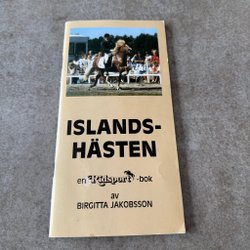 ISLANDS-
HÄSTEN
en Ridsport -bok
av
BIRGITTA JAKOBSSON